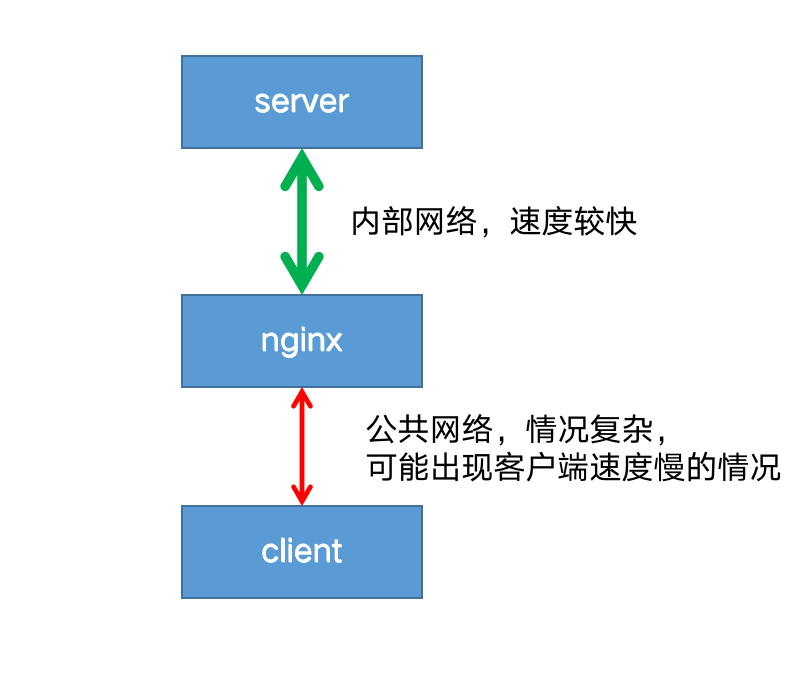 server
内部网络，速度较快
nginx
公共网络，情况复杂，
可能出现客户端速度慢的情况
client